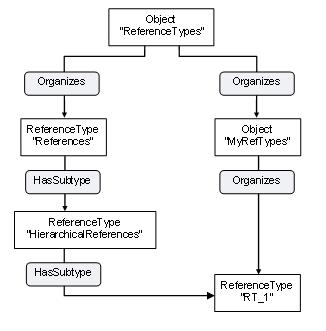 Object
"ReferenceTypes"
Organizes
Organizes
ReferenceType
"References"
Object
"MyRefTypes"
HasSubtype
Organizes
ReferenceType
"HierarchicalReferences"
HasSubtype
ReferenceType
"RT_1"